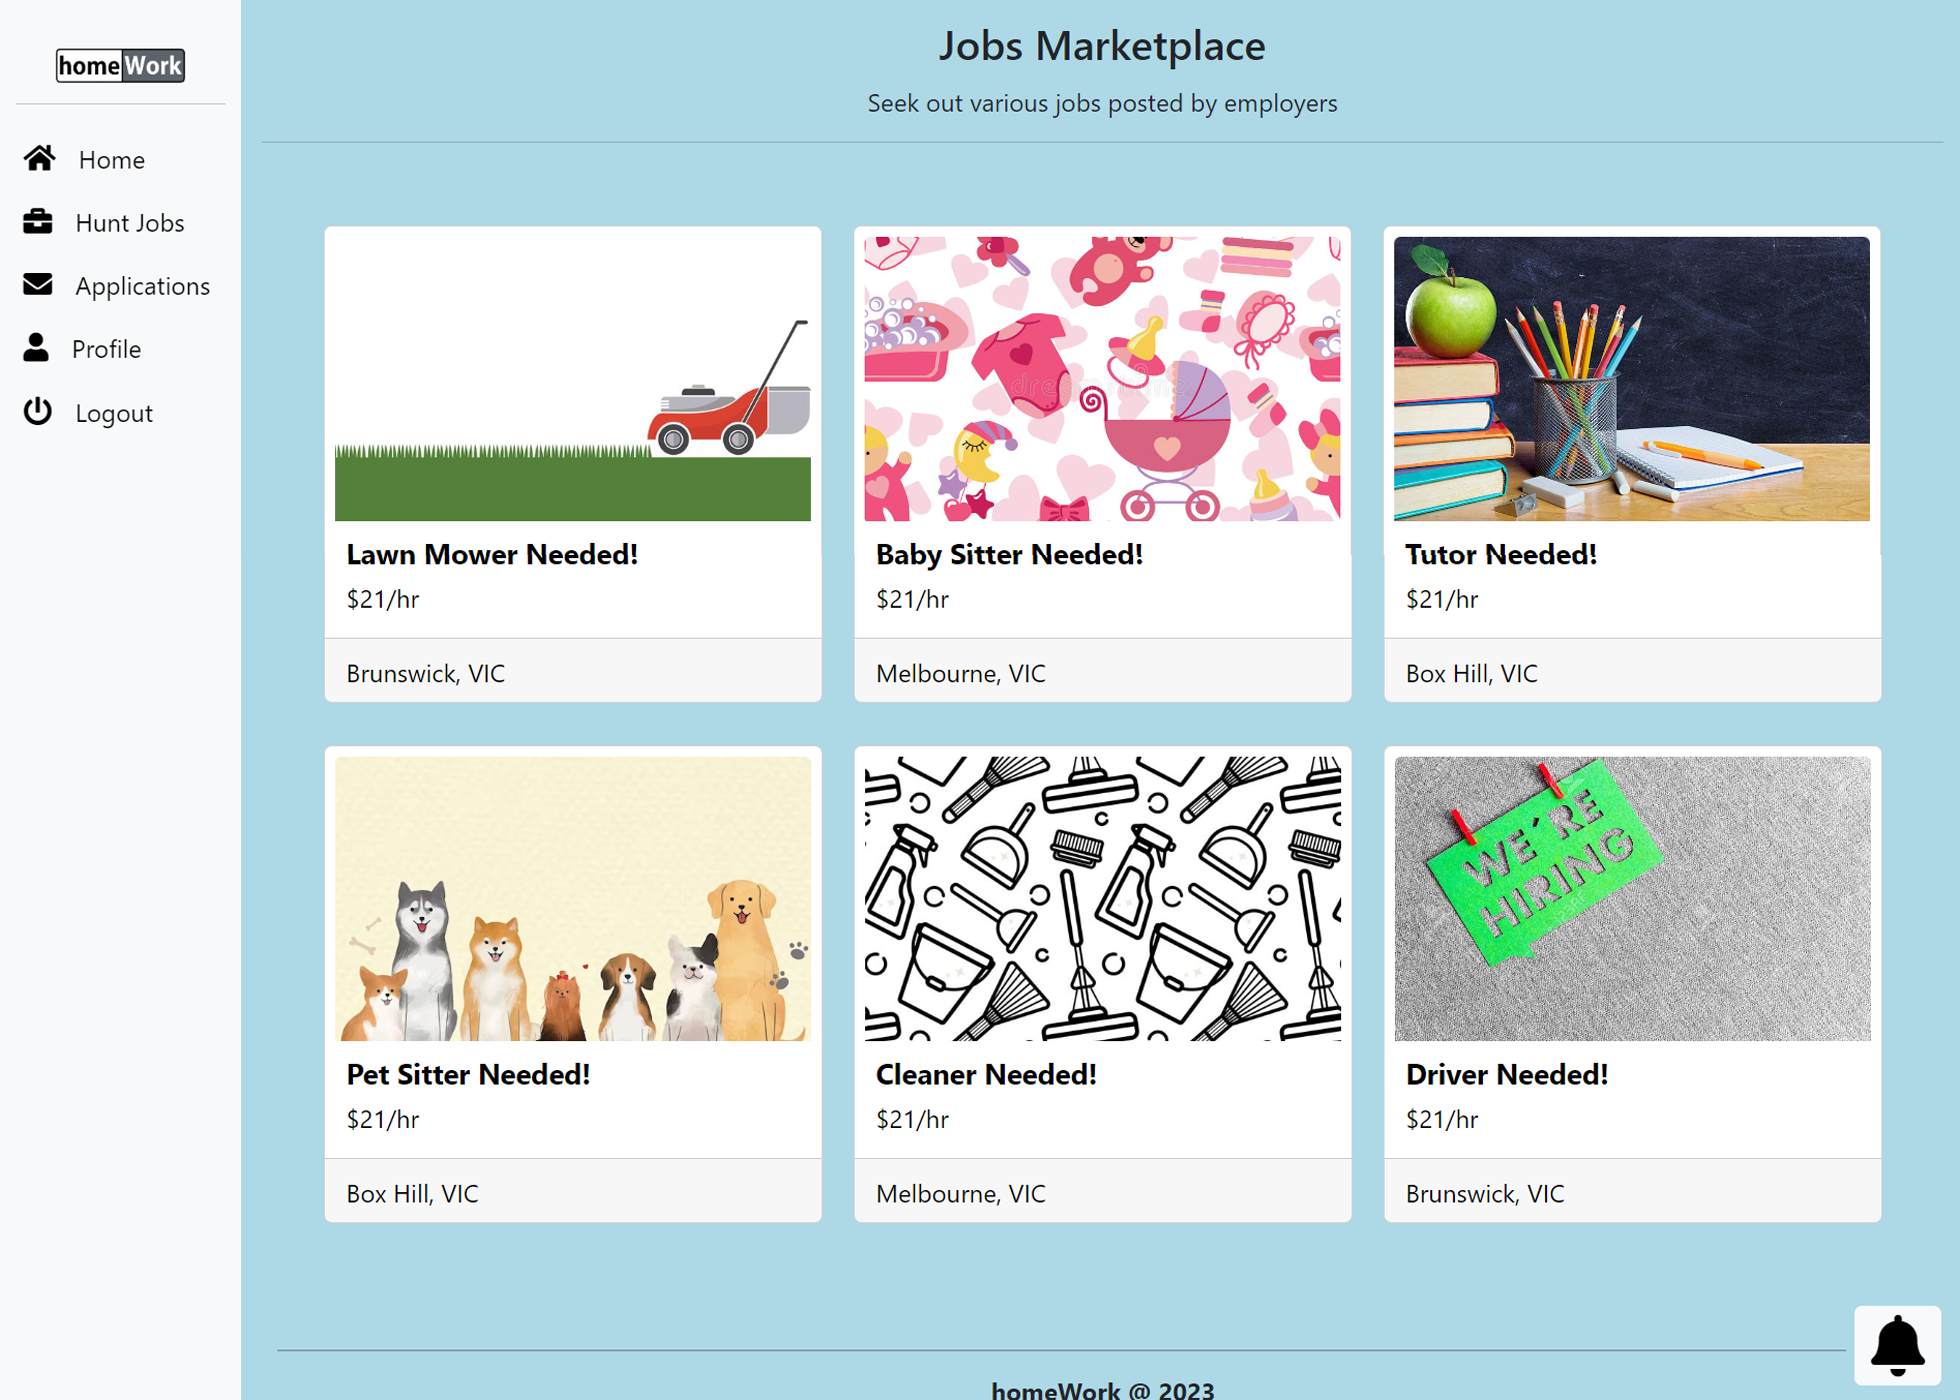 homeWork
Home
Hunt Jobs
Applications
Profile
Logout
Jobs Marketplace
Seek out various jobs posted by employers
Lawn Mower Needed!
$21/hr
Brunswick, VIC
Baby Sitter Needed!
$21/hr
Melbourne, VIC
Tutor Needed!
$21/hr
Box Hill, VIC
Pet Sitter Needed!
$21/hr
Box Hill, VIC
Cleaner Needed!
$21/hr
Melbourne, VIC
WE'RE
HIRING
Driver Needed!
$21/hr
Brunswick, VIC
homeWork @ 2023